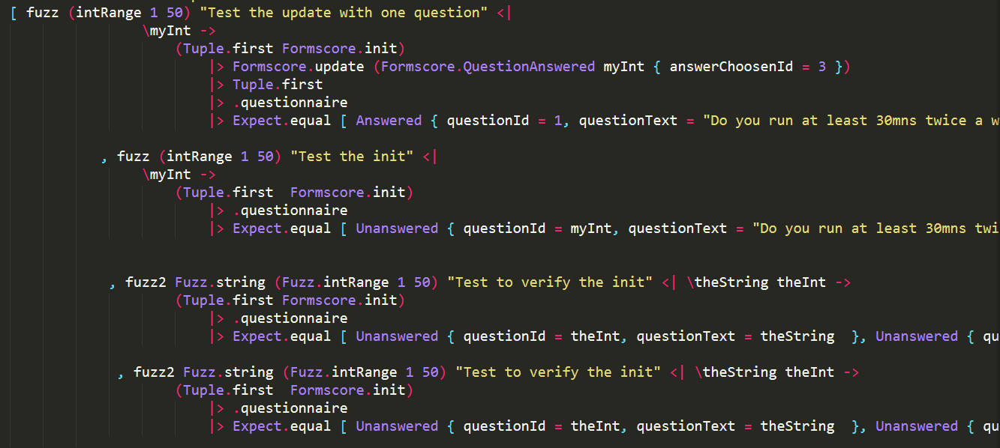 [ fuzz (intRange 1 50) "Test the update with one question" <|
\myInt ->
(Tuple.first Formscore.init)
|> Formscore.update (Formscore.QuestionAnswered myInt { answerChoosenId = 3 })
|> Tuple.first
|> .questionnaire
|> Expect.equal [ Answered { questionId = 1, questionText = "Do you run at least 30mns twice a
, fuzz (intRange 1 50) "Test the init" <|
\myInt ->
(Tuple.first  Formscore.init)
|> .questionnaire
|> Expect.equal [ Unanswered { questionId = myInt, questionText = "Do you run at least 30mns
, fuzz2 Fuzz.string (Fuzz.intRange 1 50) "Test to verify the init" <| \theString theInt ->
(Tuple.first Formscore.init)
|> .questionnaire
|> Expect.equal [ Unanswered { questionId = theInt, questionText = theString  }, Unanswered {
, fuzz2 Fuzz.string (Fuzz.intRange 1 50) "Test to verify the init" <| \theString theInt ->
(Tuple.first  Formscore.init)
|> .questionnaire
|> Expect.equal [ Unanswered { questionId = theInt, questionText = theString  }, Unanswered {